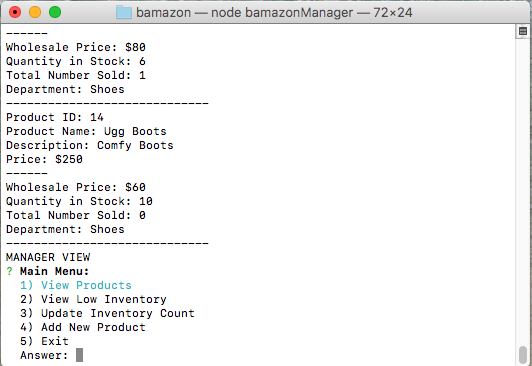 bamazon — node bamazonManager — 72×24
------
Wholesale Price: $80
Quantity in Stock: 6
Total Number Sold: 1
Department: Shoes
-----------------------------
Product ID: 14
Product Name: Ugg Boots
Description: Comfy Boots
Price: $250
------
Wholesale Price: $60
Quantity in Stock: 10
Total Number Sold: 0
Department: Shoes
-----------------------------
MANAGER VIEW
? Main Menu:
1) View Products
2) View Low Inventory
3) Update Inventory Count
4) Add New Product
5) Exit
Answer: